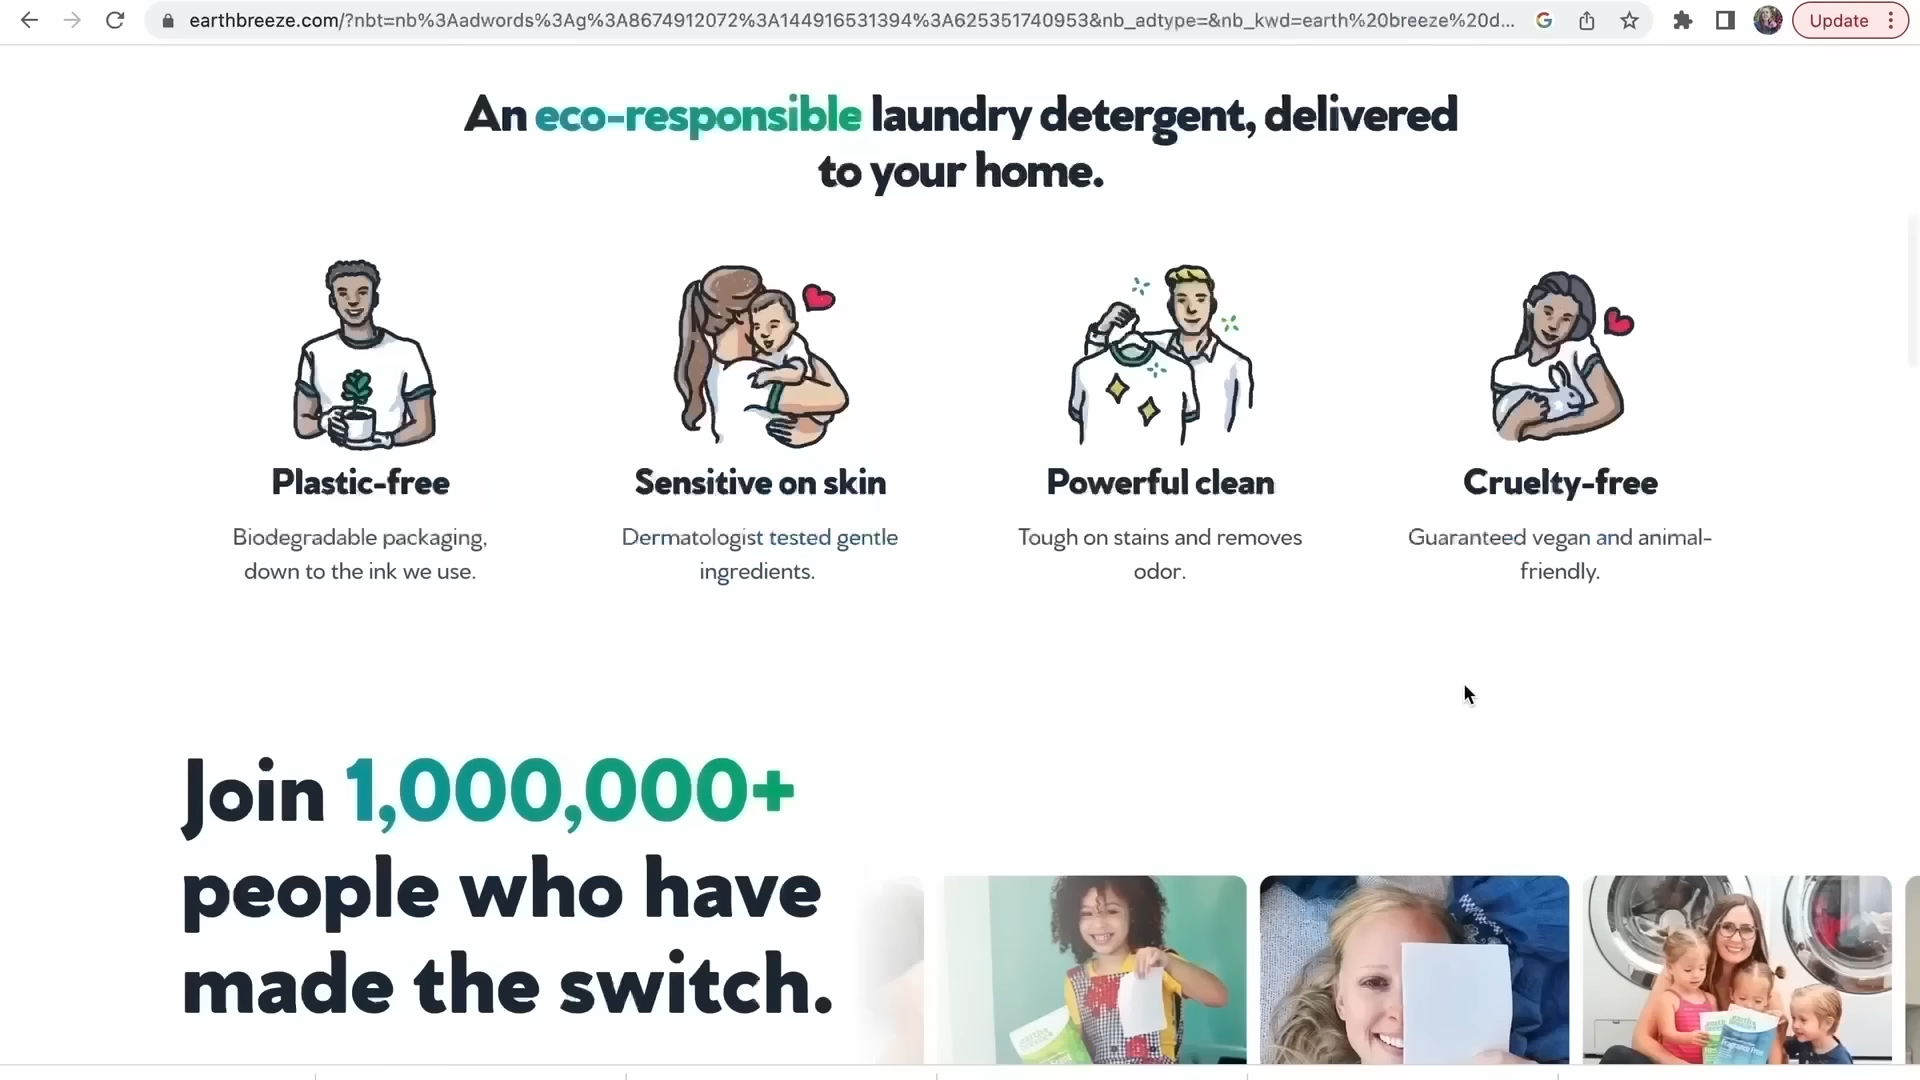 earthbreeze.com/?nbt=nb%3Aadwords%3Ag%3A8674912072%3A144916531394%3A625351740953&nb_adtype=&nb_kwd=earth%20breeze%20d...
Update
An eco-responsible laundry detergent, delivered
to your home.
Plastic-free
Biodegradable packaging,
down to the ink we use.
Sensitive on skin
Dermatologist tested gentle
ingredients.
Powerful clean
Tough on stains and removes
odor.
Cruelty-free
Guaranteed vegan and animal-
friendly.
Join 1,000,000+
people who have
made the switch.